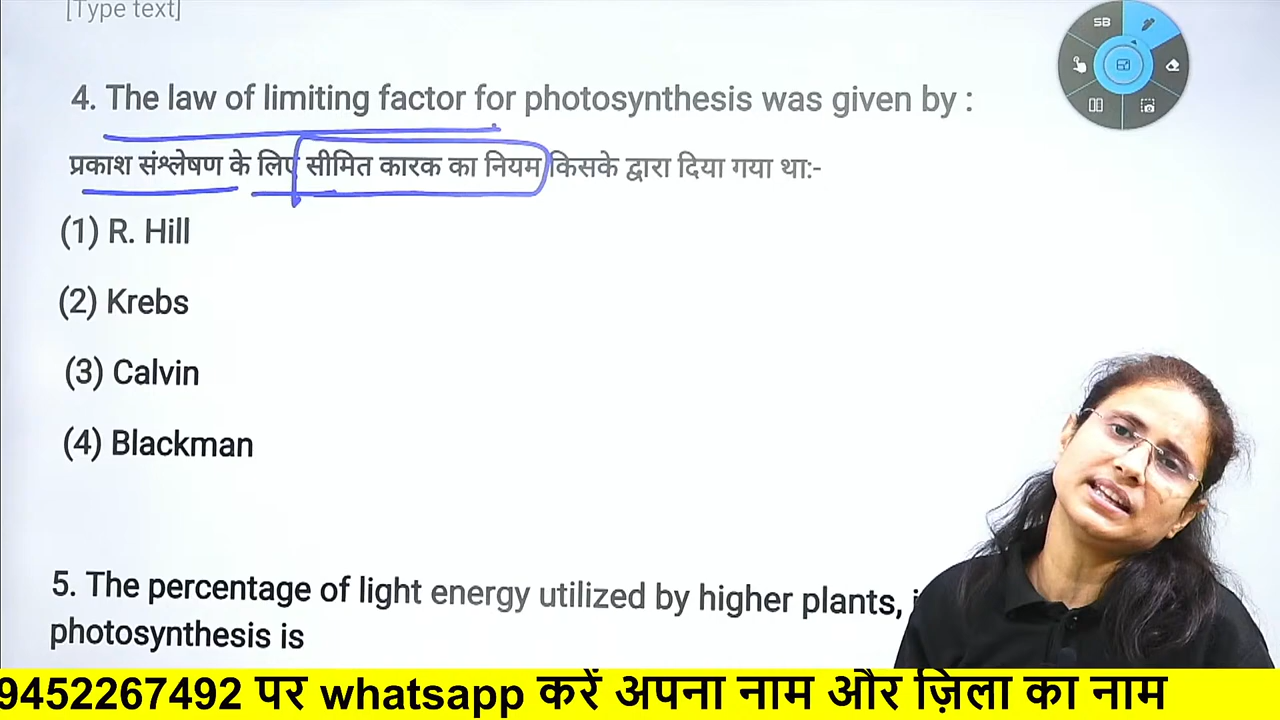 [Type text]
SB
4. The law of limiting factor for photosynthesis was given by :
प्रकाश संश्लेषण के लिए सीमित कारक का नियम किसके द्वारा दिया गया था:-
(1) R. Hill
(2) Krebs
(3) Calvin
(4) Blackman
5. The percentage of light energy utilized by higher plants,
photosynthesis is
9452267492 पर whatsapp करें अपना नाम और ज़िला का नाम